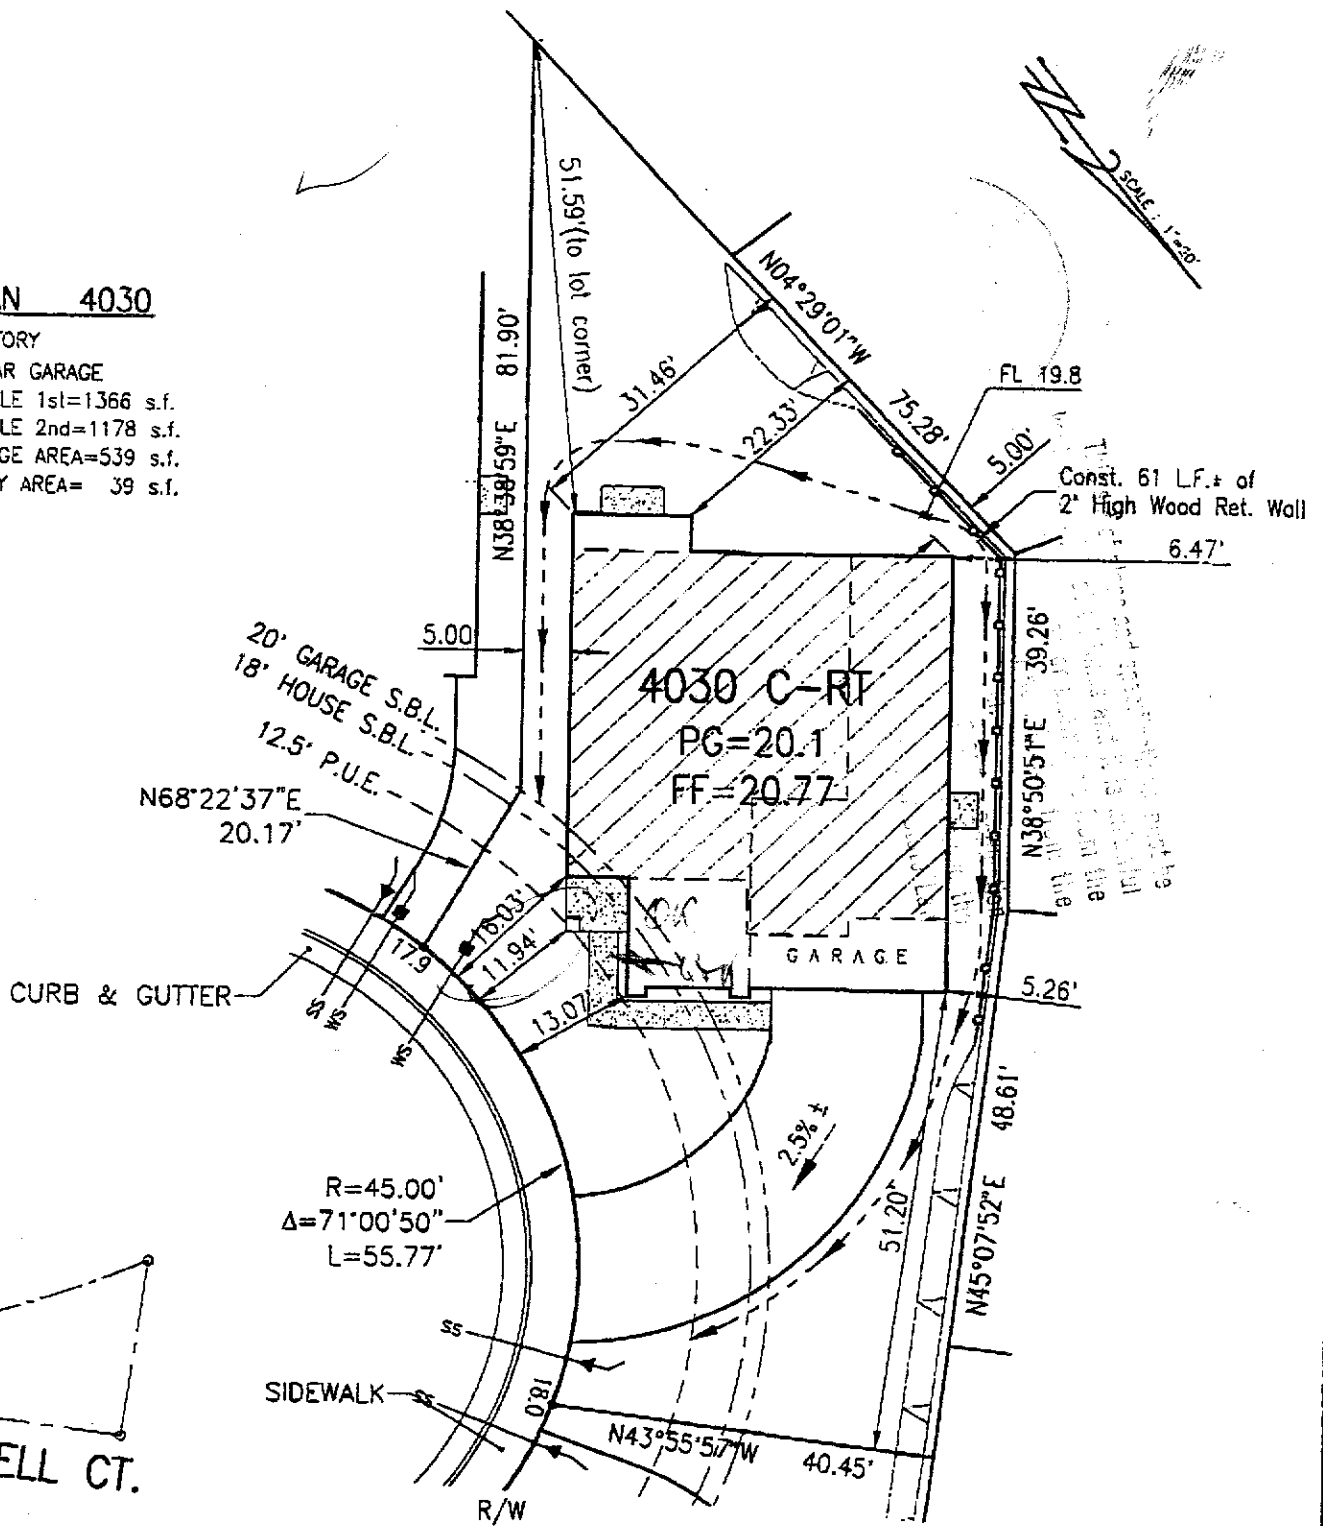 AN 4030
TORY
AR GARAGE
LE 1st=1366 s.f.
LE 2nd=1178 s.f.
GE AREA=539 s.f.
Y AREA= 39 s.f.
SCALE : 1"=20'
51.59'(to lot corner)
N38°38'59"E 81.90'
N04°29'01"W 75.28'
31.46'
22.33'
FL 19.8
5.00'
Const. 61 L.F.± of
2' High Wood Ret. Wall
6.47'
5.00
20' GARAGE S.B.L.
18' HOUSE S.B.L.
12.5' P.U.E.
4030 C-RT
PG=20.1
FF=20.77
N38°50'51"E 39.26'
N68°22'37"E
20.17'
16.03'
11.94'
13.07'
17.9
GARAGE
CURB & GUTTER
SS
WS
WS
5.26'
2.5% ±
48.61'
N45°07'52"E
51.20'
R=45.00'
Δ=71°00'50"
L=55.77'
SS
SIDEWALK
SS
18.0
N43°55'57"W
40.45'
R/W
ELL CT.